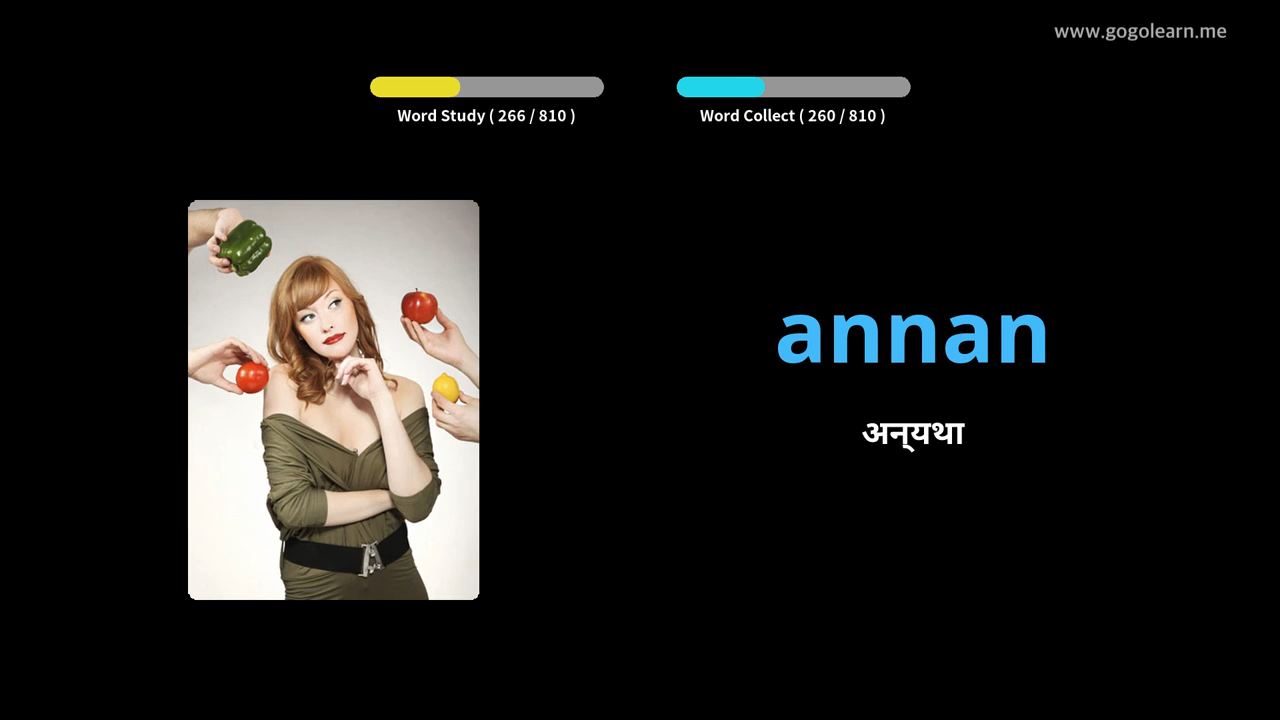 www.gogolearn.me
Word Study ( 266 / 810 )
Word Collect ( 260 / 810 )
annan
अन्यथा